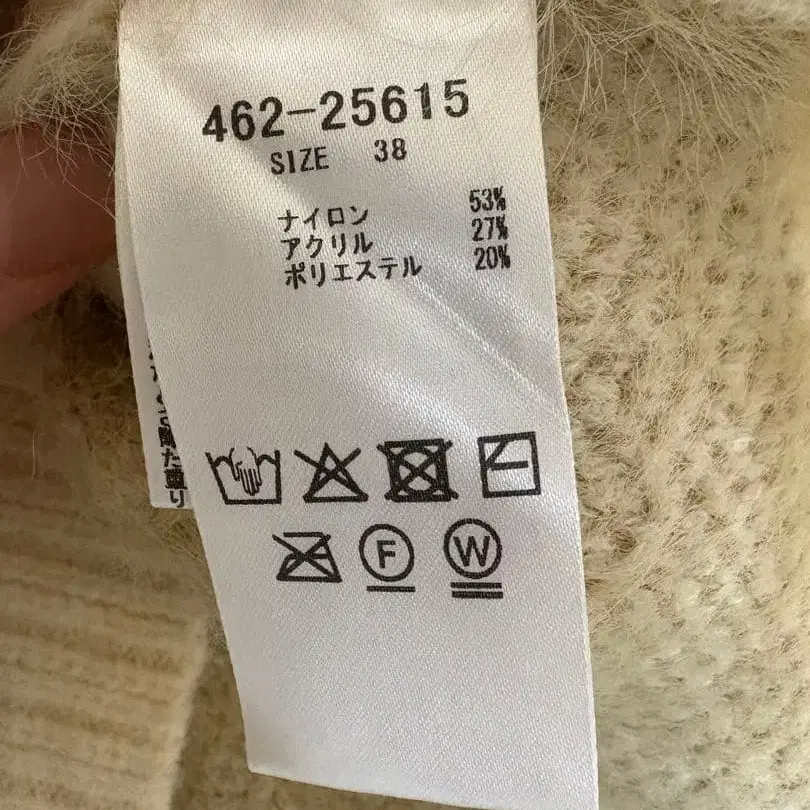 462-25615
SIZE 38
ナイロン 53%
アクリル 27%
ポリエステル 20%
F
W